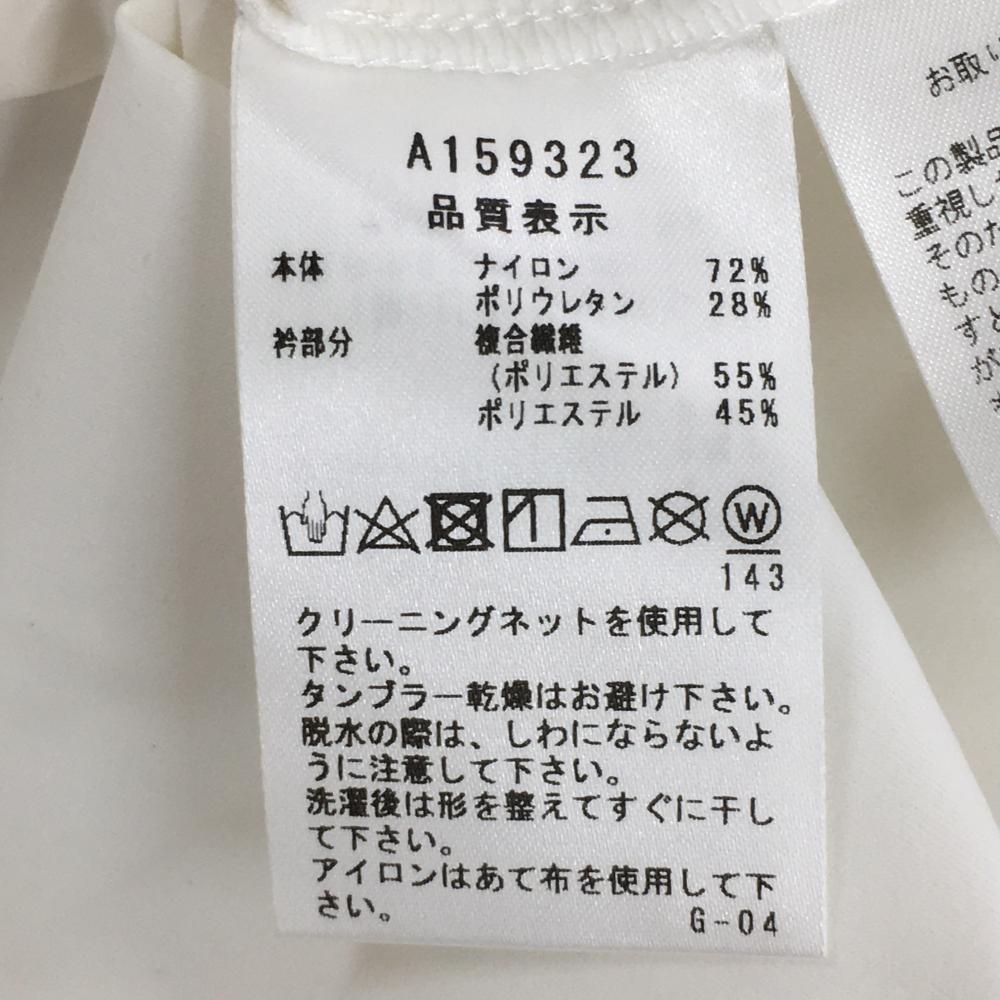 A159323
品質表示
本体 ナイロン 72%
ポリウレタン 28%
衿部分 複合繊維
(ポリエステル) 55%
ポリエステル 45%
W
143
クリーニングネットを使用して
下さい。
タンブラー乾燥はお避け下さい。
脱水の際は、しわにならないよ
うに注意して下さい。
洗濯後は形を整えてすぐに干し
て下さい。
アイロンはあて布を使用して下
さい。
G-04
お取い
この製品
重視し
そのた
もの
すと
が